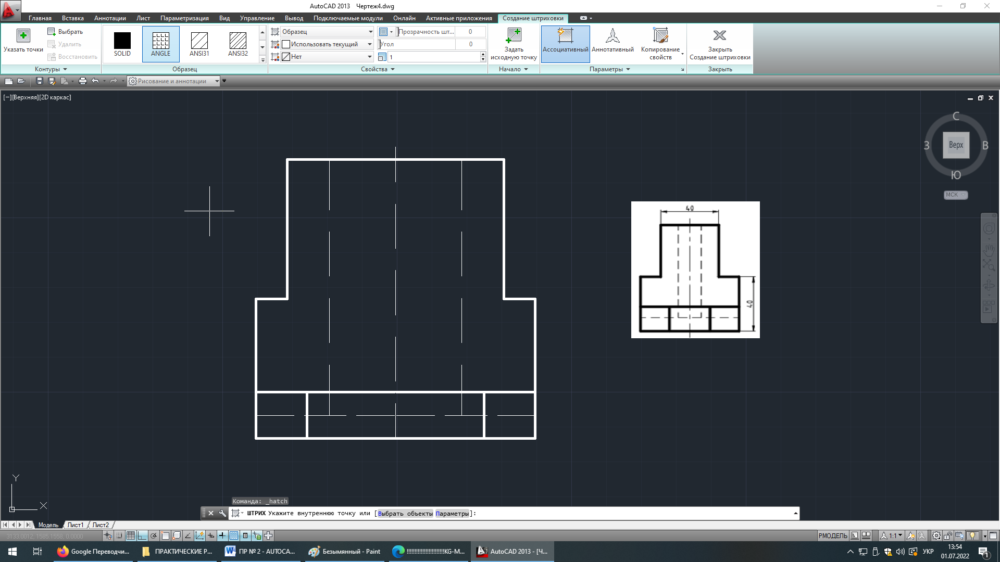 AutoCAD 2013 Чертеж4.dwg
Главная Вставка Аннотации Лист Параметризация Вид Управление Вывод Подключаемые модули Онлайн Активные приложения Создание штриховки
Указать точки
Выбрать
Удалить
Восстановить
Контуры
SOLID ANGLE ANSI31 ANSI32
Образец
Образец
Использовать текущий
Нет
Прозрачность шт... 0
Угол 0
1
Свойства
Задать
исходную точку
Начало
Ассоциативный Аннотативный
Копирование
свойств
Параметры
Закрыть
Создание штриховки
Закрыть
Рисование и аннотации
[−][Верхняя][2D каркас]
С
З Верх В
Ю
МСК
40
40
Y
X
Команда: _hatch
ШТРИХ Укажите внутреннюю точку или [Выбрать объекты Параметры]:
Модель Лист1 Лист2
3133.0012, 1585.1558, 0.0000
РМОДЕЛЬ 1:1
Google Переводчи...
ПРАКТИЧЕСКИЕ Р...
ПР № 2 - AUTOCA...
Безымянный - Paint
!!!!!!!!!!!!!!!!!!!!!!!!!KG-M...
AutoCAD 2013 - [Ч...
УКР
13:54
01.07.2022
1